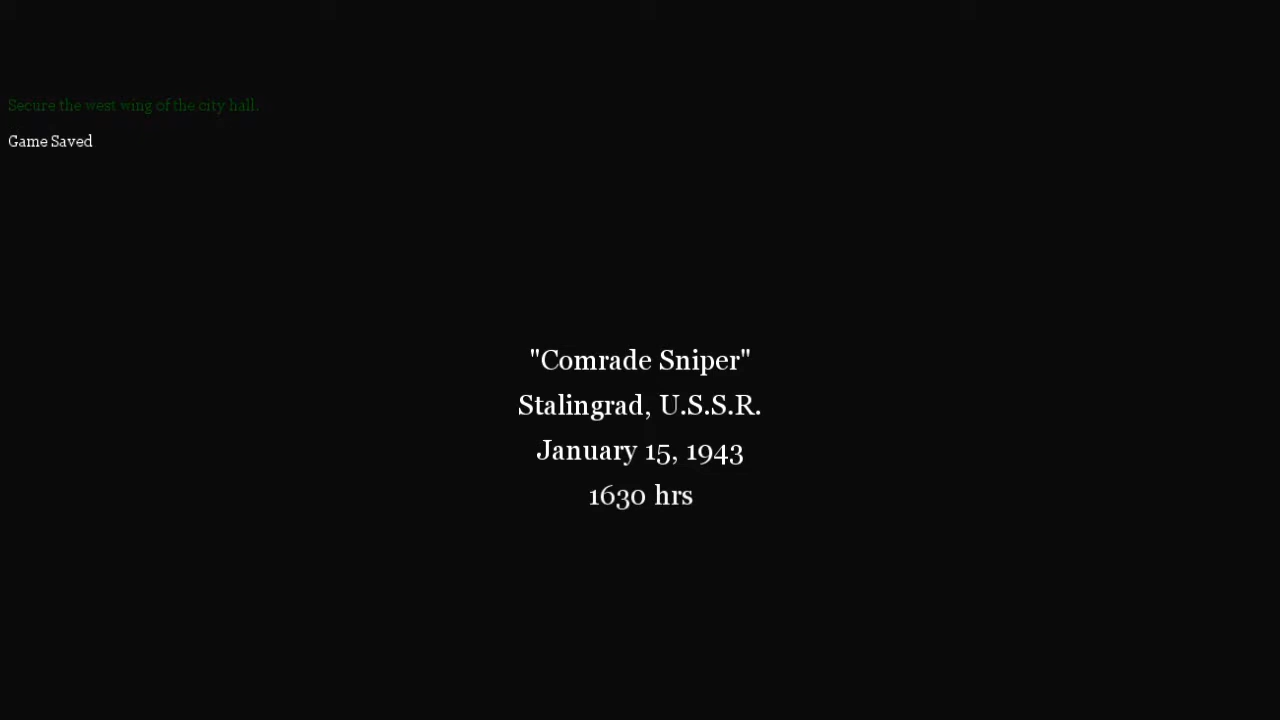 Secure the west wing of the city hall.
Game Saved
"Comrade Sniper"
Stalingrad, U.S.S.R.
January 15, 1943
1630 hrs